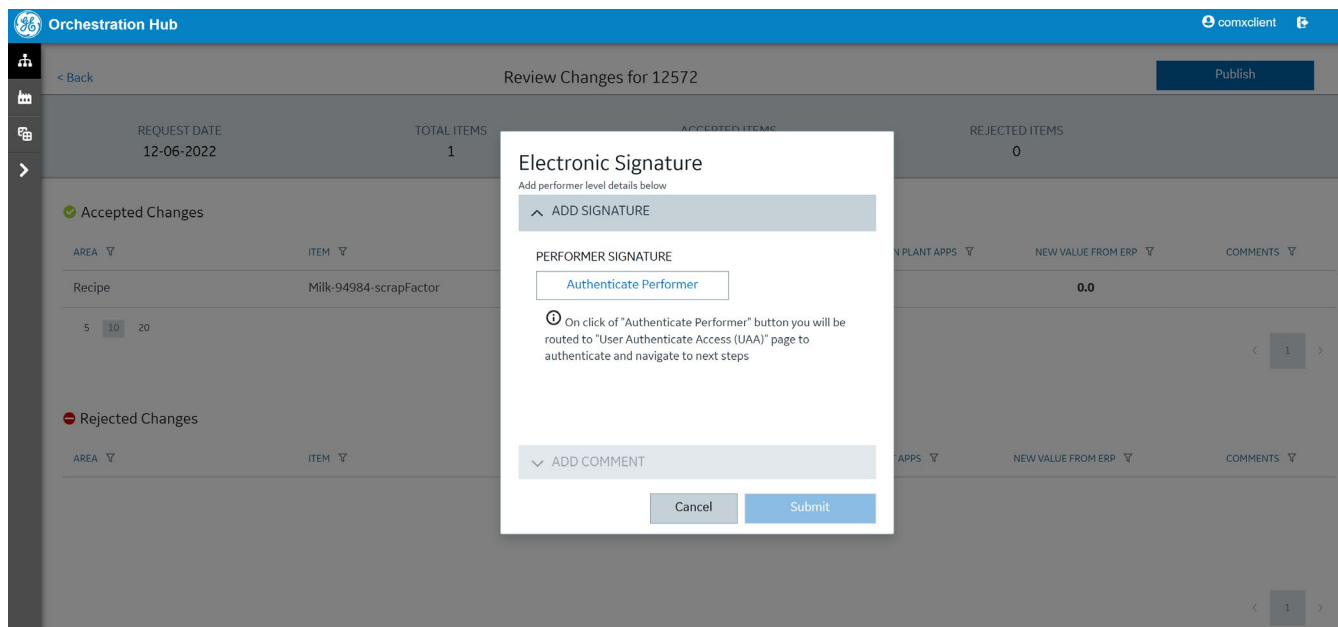 Orchestration Hub
comxclient
< Back
Review Changes for 12572
Publish
REQUEST DATE
12-06-2022
TOTAL ITEMS
1
ACCEPTED ITEMS
REJECTED ITEMS
0
Electronic Signature
Add performer level details below
ADD SIGNATURE
PERFORMER SIGNATURE
Authenticate Performer
On click of "Authenticate Performer" button you will be
routed to "User Authenticate Access (UAA)" page to
authenticate and navigate to next steps
ADD COMMENT
Cancel
Submit
Accepted Changes
AREA
ITEM
N PLANT APPS
NEW VALUE FROM ERP
COMMENTS
Recipe
Milk-94984-scrapFactor
0.0
5 10 20
< 1 >
Rejected Changes
AREA
ITEM
APPS
NEW VALUE FROM ERP
COMMENTS
< 1 >